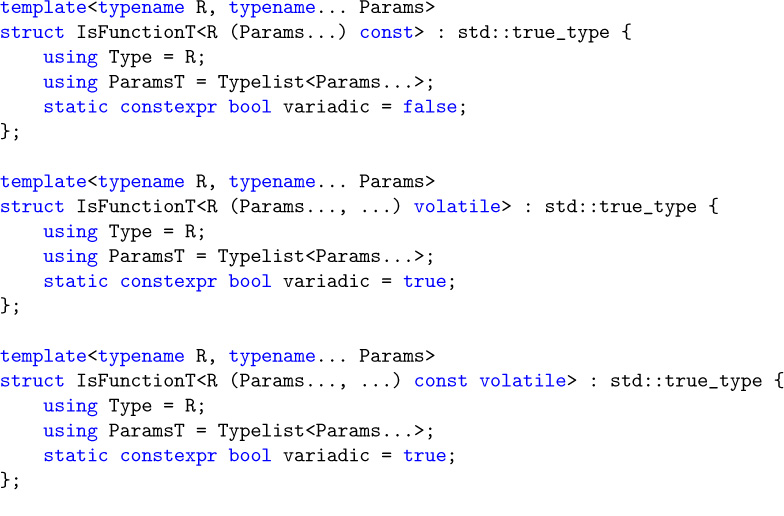 template<typename R, typename... Params>
struct IsFunctionT<R (Params...) const> : std::true_type {
    using Type = R;
    using ParamsT = Typelist<Params...>;
    static constexpr bool variadic = false;
};

template<typename R, typename... Params>
struct IsFunctionT<R (Params..., ...) volatile> : std::true_type {
    using Type = R;
    using ParamsT = Typelist<Params...>;
    static constexpr bool variadic = true;
};

template<typename R, typename... Params>
struct IsFunctionT<R (Params..., ...) const volatile> : std::true_type {
    using Type = R;
    using ParamsT = Typelist<Params...>;
    static constexpr bool variadic = true;
};